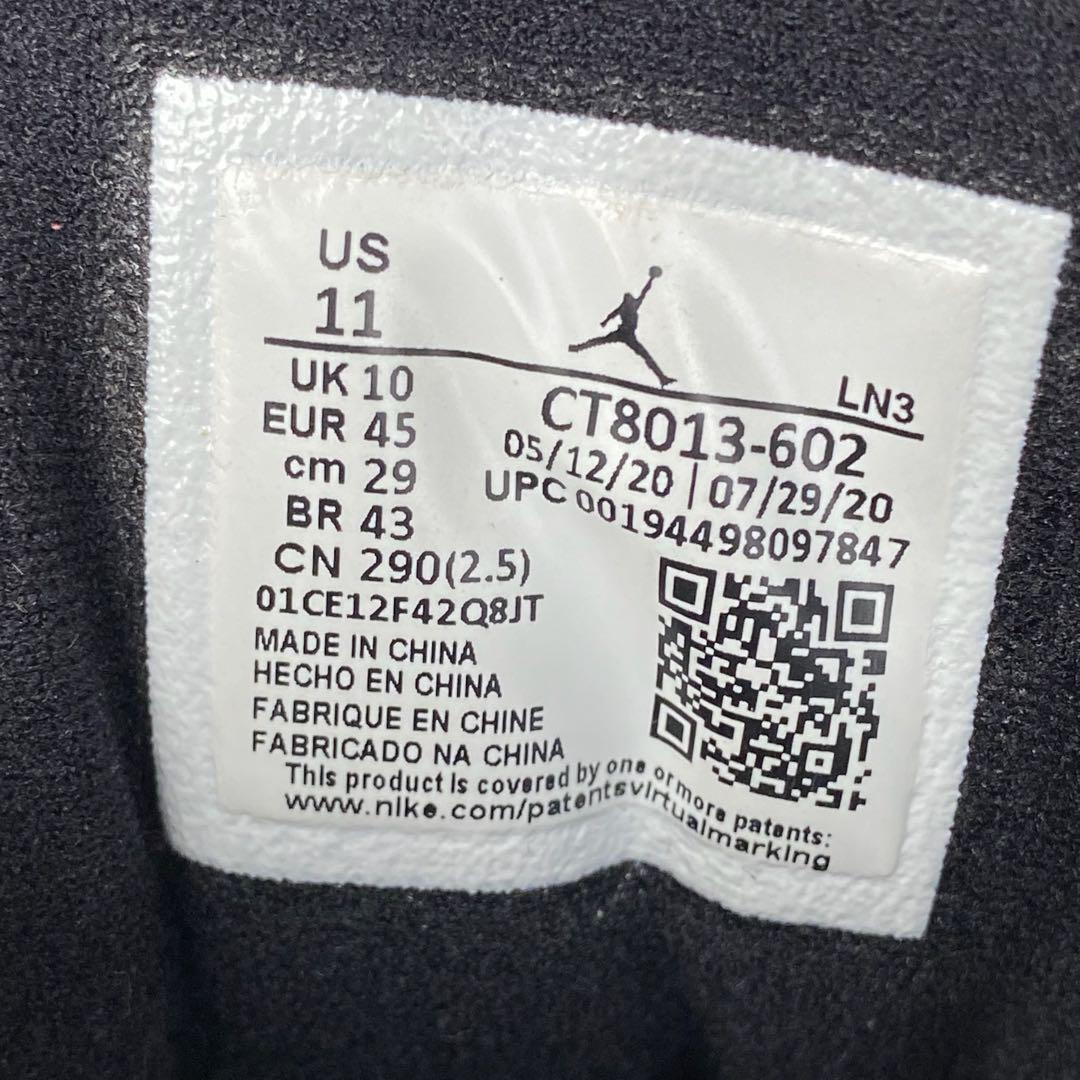 US
11
LN3
UK 10
EUR 45
cm 29
BR 43
CN 290(2.5)
01CE12F42Q8JT
CT8013-602
05/12/20 | 07/29/20
UPC 00194498097847
MADE IN CHINA
HECHO EN CHINA
FABRIQUE EN CHINE
FABRICADO NA CHINA
This product is covered by one or more patents:
www.nike.com/patentsvirtualmarking